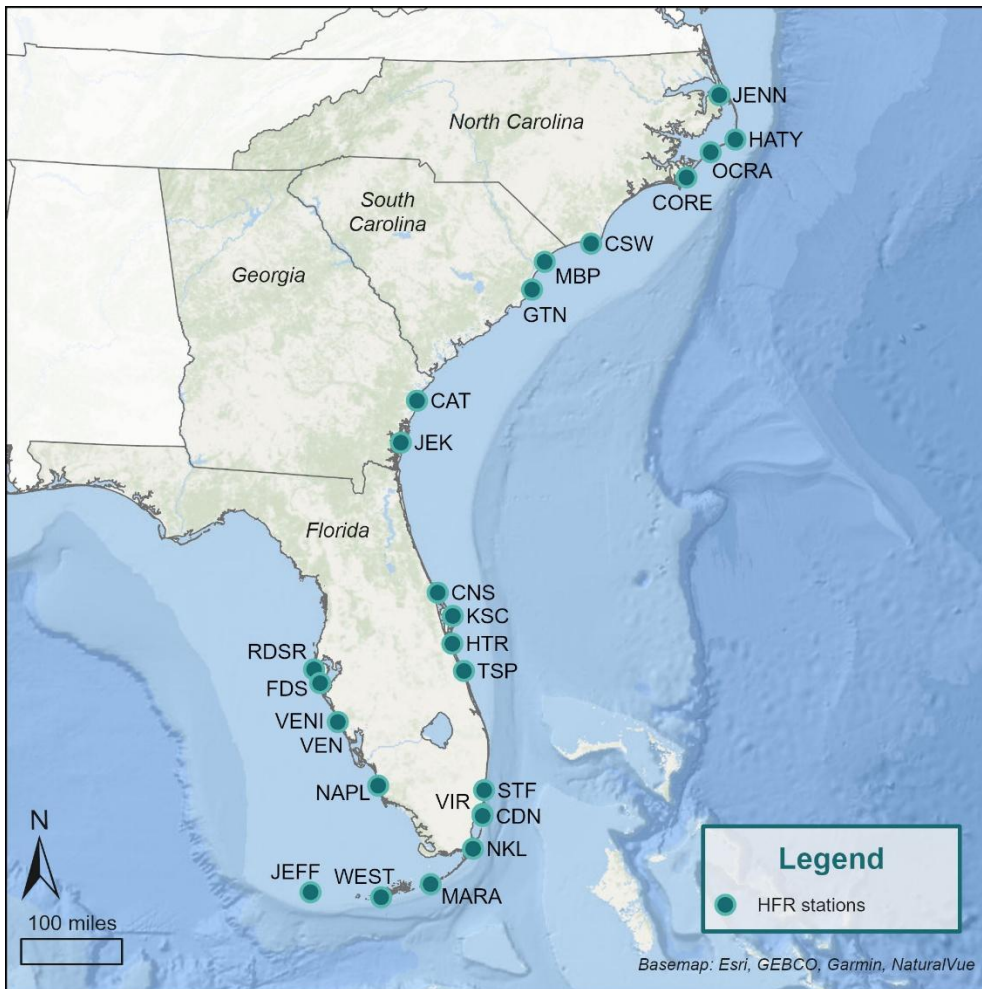 JENN
North Carolina
HATY
OCRA
CORE
South
Carolina
CSW
MBP
Georgia
GTN
CAT
JEK
Florida
CNS
KSC
HTR
RDSR
TSP
FDS
VENI
VEN
NAPL
STF
VIR
CDN
NKL
N
JEFF
WEST
MARA
100 miles
Legend
HFR stations
Basemap: Esri, GEBCO, Garmin, NaturalVue